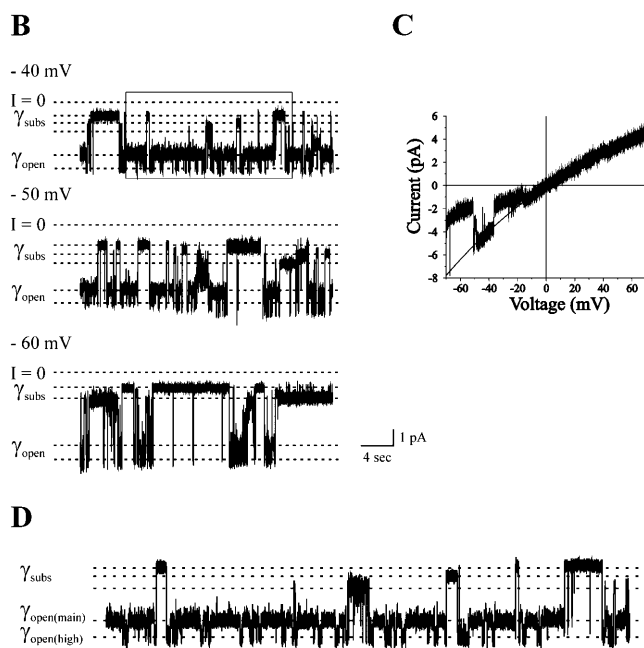 B
- 40 mV
I = 0
γsubs
γopen
- 50 mV
γsubs
γopen
- 60 mV
I = 0
γsubs
γopen
1 pA
4 sec
C
Current (pA)
6
4
2
0
-2
-4
-6
-8
-60 -40 -20 0 20 40 60
Voltage (mV)
D
γsubs
γopen(main)
γopen(high)